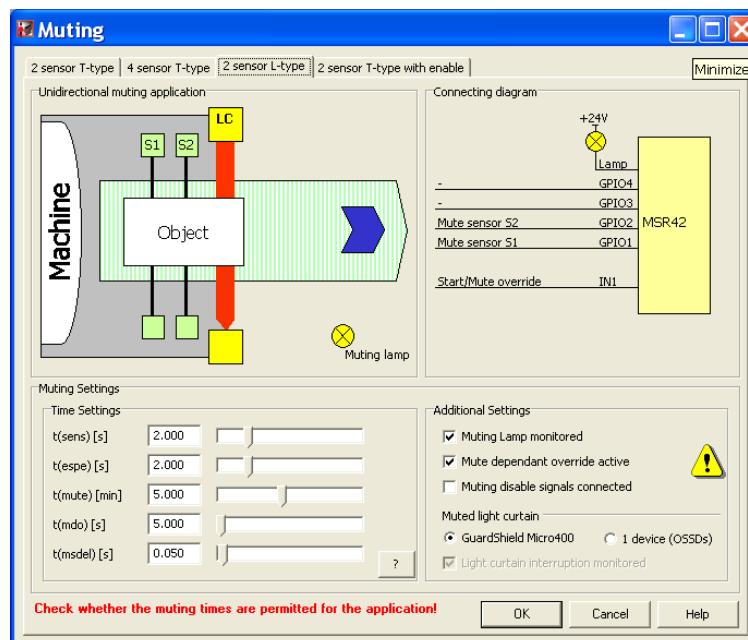 Muting
2 sensor T-type 4 sensor T-type 2 sensor L-type 2 sensor T-type with enable
Minimize
Unidirectional muting application
LC
S1 S2
Machine
Object
Muting lamp
Connecting diagram
+24V
Lamp
- GPIO4
- GPIO3
Mute sensor S2 GPIO2
MSR42
Mute sensor S1 GPIO1
Start/Mute override IN1
Muting Settings
Time Settings
t(sens) [s] 2.000
t(espe) [s] 2.000
t(mute) [min] 5.000
t(mdo) [s] 5.000
t(msdel) [s] 0.050
?
Additional Settings
Muting Lamp monitored
Mute dependant override active
Muting disable signals connected
!
Muted light curtain
GuardShield Micro400 1 device (OSSDs)
Light curtain interruption monitored
Check whether the muting times are permitted for the application!
OK Cancel Help